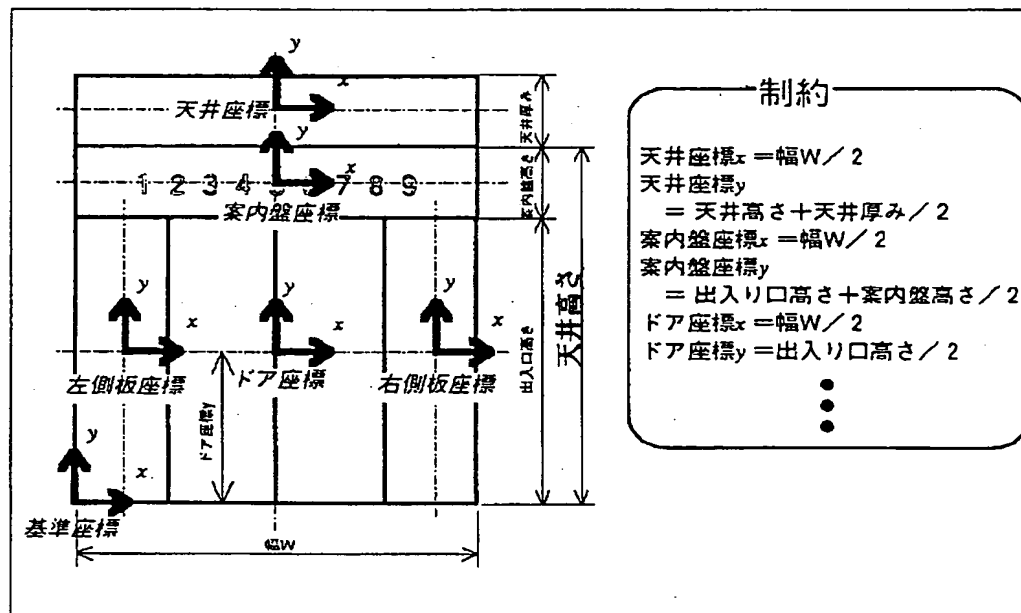 y
x
天井座標
天井厚み
y
x
1 2 3 4 7 8 9
案内盤座標
案内盤高さ
y
x
左側板座標
y
x
ドア座標
y
x
右側板座標
ドア座標y
出入口高さ
天井高さ
y
x
基準座標
幅W
制約
天井座標x=幅W/2
天井座標y
=天井高さ+天井厚み/2
案内盤座標x=幅W/2
案内盤座標y
=出入り口高さ+案内盤高さ/2
ドア座標x=幅W/2
ドア座標y=出入り口高さ/2